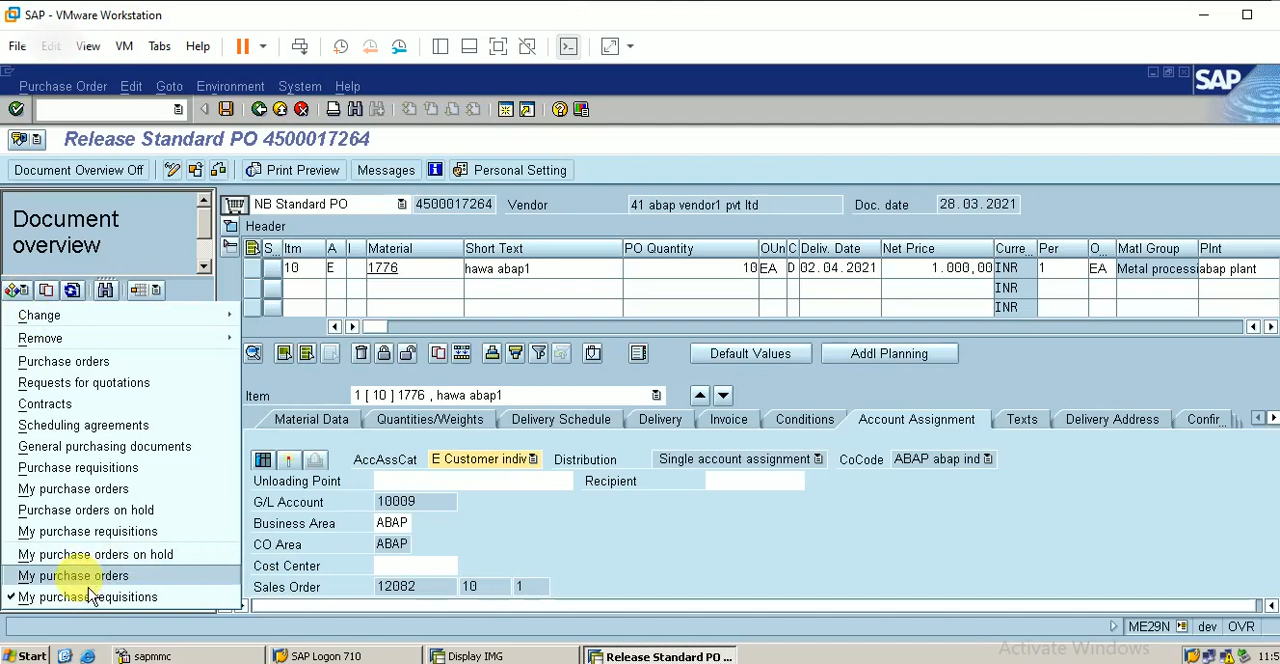 SAP - VMware Workstation
File Edit View VM Tabs Help
Purchase Order Edit Goto Environment System Help
SAP
Release Standard PO 4500017264
Document Overview Off Print Preview Messages Personal Setting
Document overview
NB Standard PO 4500017264 Vendor 41 abap vendor1 pvt ltd Doc. date 28.03.2021
Header
S... Itm A I Material Short Text PO Quantity OUn C Deliv. Date Net Price Curre... Per O... Matl Group Plnt
10 E 1776 hawa abap1 10 EA D 02.04.2021 1.000,00 INR 1 EA Metal processi abap plant
INR
INR
Change
Remove
Purchase orders
Requests for quotations
Contracts
Scheduling agreements
General purchasing documents
Purchase requisitions
My purchase orders
Purchase orders on hold
My purchase requisitions
My purchase orders on hold
My purchase orders
My purchase requisitions
Default Values Addl Planning
Item 1 [ 10 ] 1776 , hawa abap1
Material Data Quantities/Weights Delivery Schedule Delivery Invoice Conditions Account Assignment Texts Delivery Address Confir...
AccAssCat E Customer indiv Distribution Single account assignment CoCode ABAP abap ind
Unloading Point Recipient
G/L Account 10009
Business Area ABAP
CO Area ABAP
Cost Center
Sales Order 12082 10 1
ME29N dev OVR
Activate Windows
Start sapmmc SAP Logon 710 Display IMG Release Standard PO ... 11:5